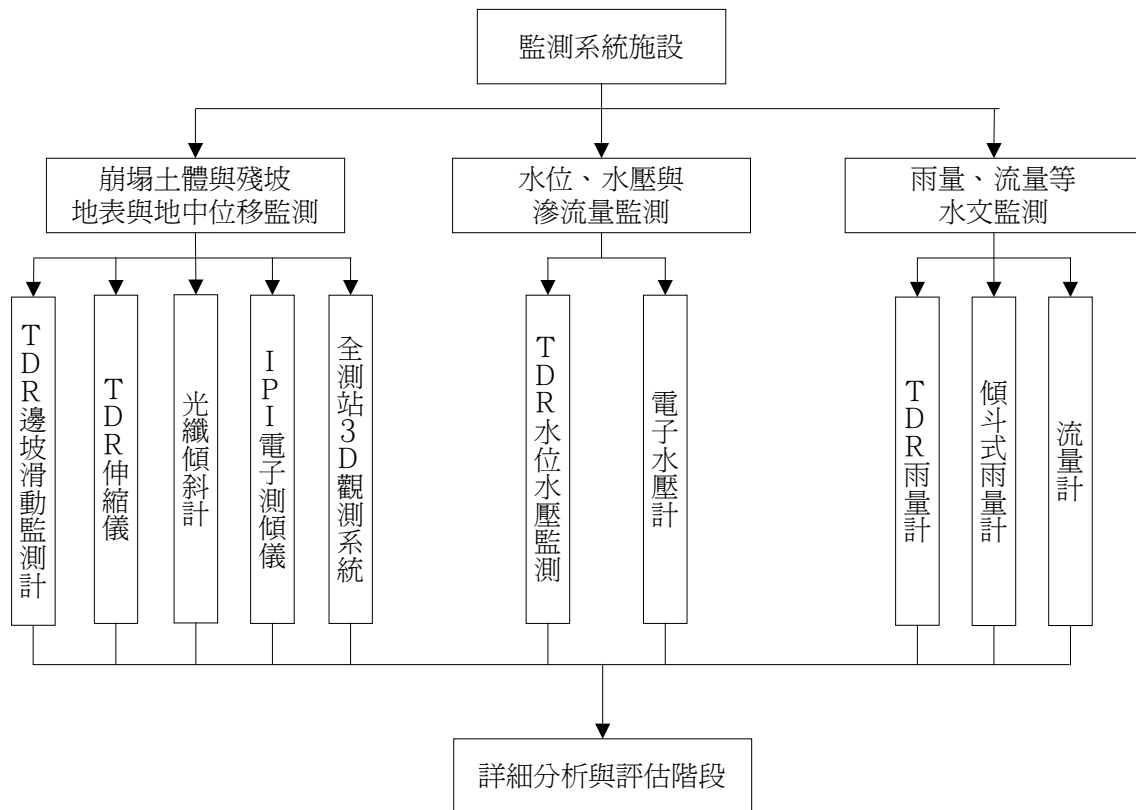 監測系統施設
崩塌土體與殘坡
地表與地中位移監測
水位、水壓與
滲流量監測
雨量、流量等
水文監測
TDR邊坡滑動監測計
TDR伸縮儀
光纖傾斜計
IPI電子測傾儀
全測站3D觀測系統
TDR水位水壓監測
電子水壓計
TDR雨量計
傾斗式雨量計
流量計
詳細分析與評估階段